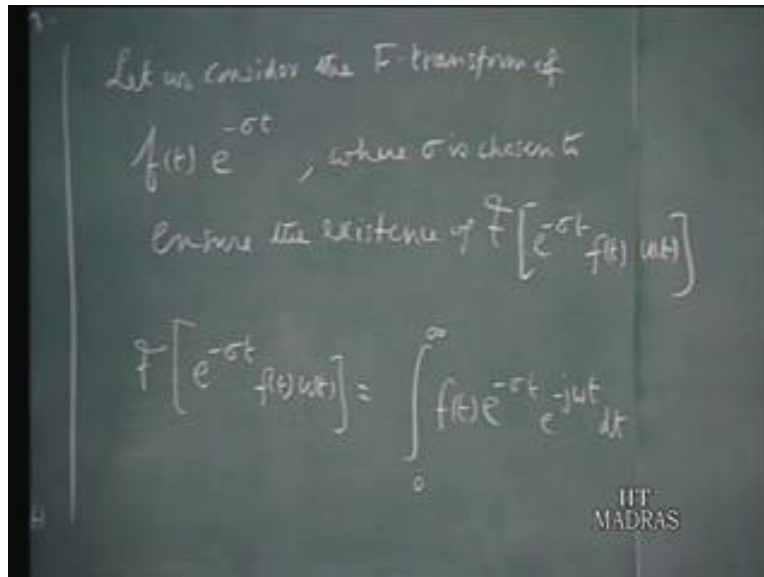 Let us consider the F-transform of
f(t) e^{-σt}, where σ is chosen to
ensure the existence of F[e^{-σt} f(t) u(t)]
F[e^{-σt} f(t) u(t)] = ∫_0^∞ f(t) e^{-σt} e^{-jωt} dt
IIT
MADRAS